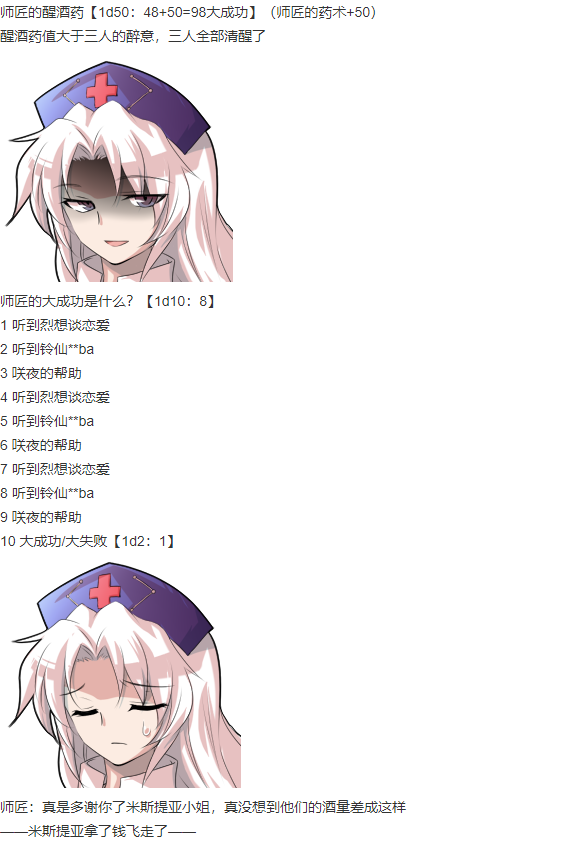 师匠的醒酒药【1d50：48+50=98大成功】（师匠的药术+50）
醒酒药值大于三人的醉意，三人全部清醒了
师匠的大成功是什么？【1d10：8】
1 听到烈想谈恋爱
2 听到铃仙**ba
3 咲夜的帮助
4 听到烈想谈恋爱
5 听到铃仙**ba
6 咲夜的帮助
7 听到烈想谈恋爱
8 听到铃仙**ba
9 咲夜的帮助
10 大成功/大失败【1d2：1】
师匠：真是多谢你了米斯提亚小姐，真没想到他们的酒量差成这样
——米斯提亚拿了钱飞走了——